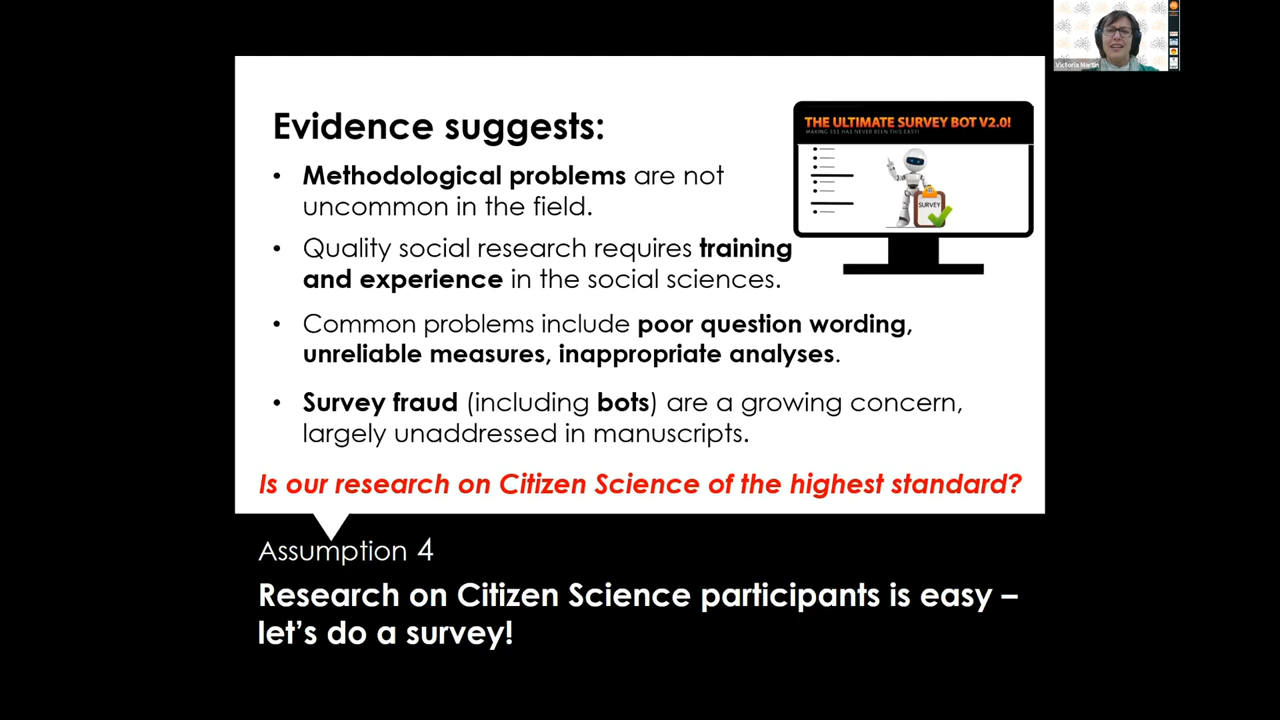 Victoria Martin
Evidence suggests:
THE ULTIMATE SURVEY BOT V2.0!
MAKING $$$ HAS NEVER BEEN THIS EASY!
SURVEY
• Methodological problems are not
uncommon in the field.
• Quality social research requires training
and experience in the social sciences.
• Common problems include poor question wording,
unreliable measures, inappropriate analyses.
• Survey fraud (including bots) are a growing concern,
largely unaddressed in manuscripts.
Is our research on Citizen Science of the highest standard?
Assumption 4
Research on Citizen Science participants is easy –
let's do a survey!